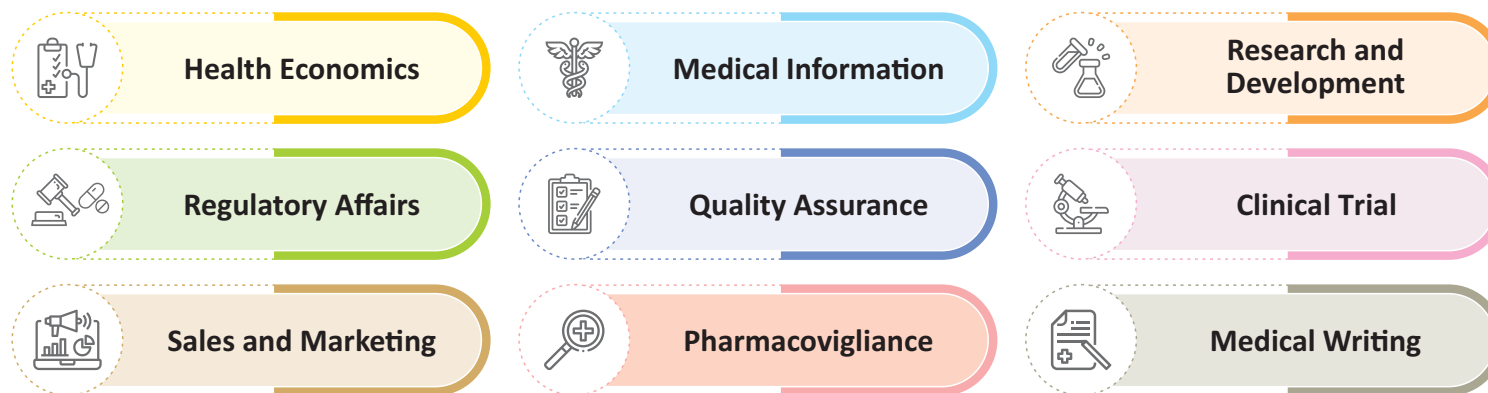 Health Economics
Medical Information
Research and
Development
Regulatory Affairs
Quality Assurance
Clinical Trial
Sales and Marketing
Pharmacovigliance
Medical Writing